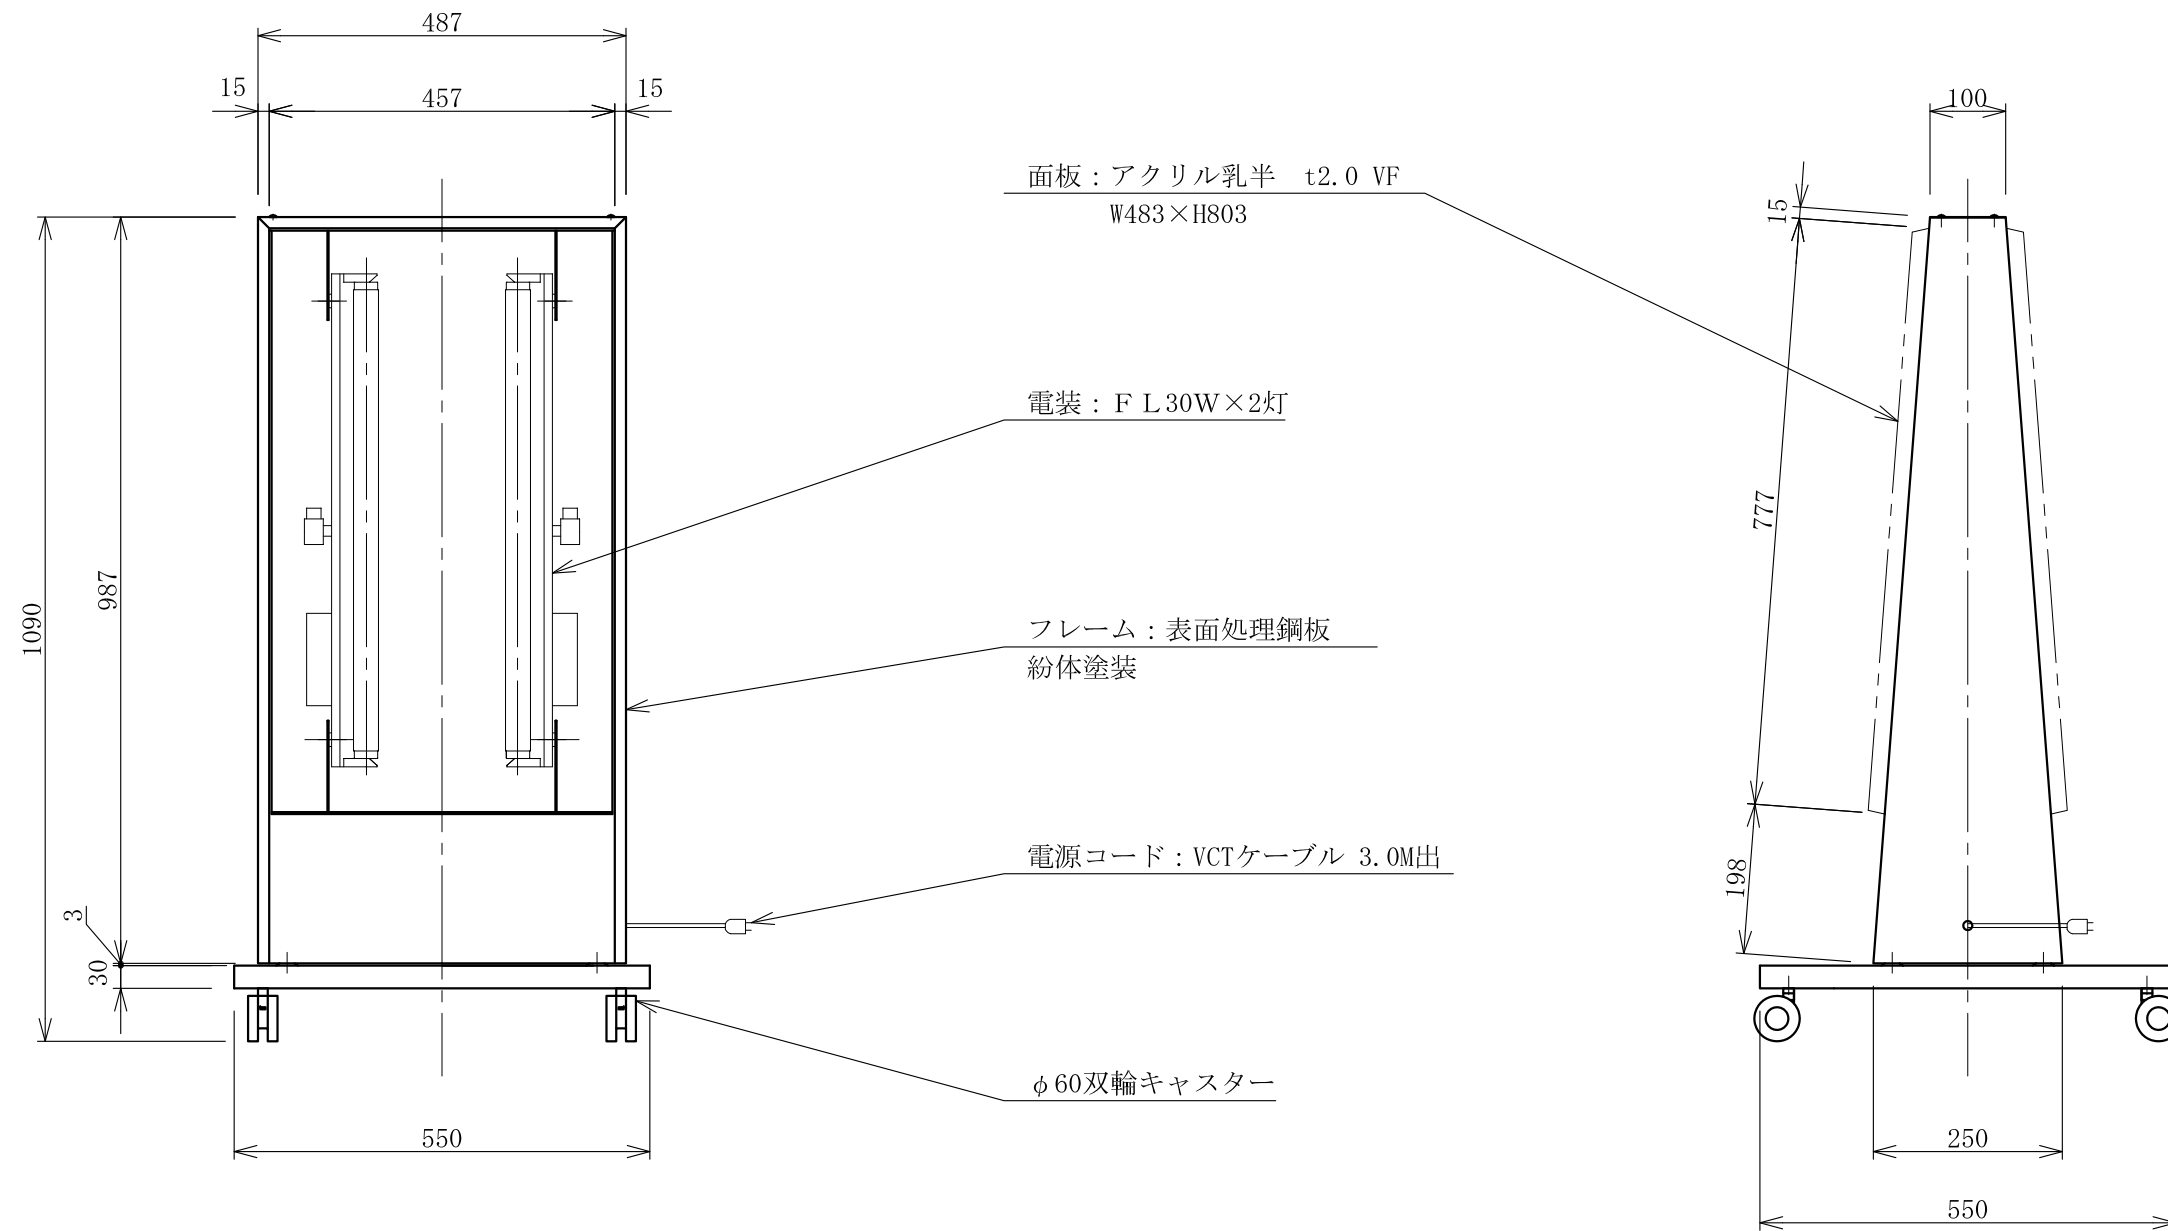 487
15
457
15
100
面板：アクリル乳半 t2.0 VF
W483×H803
15
電装：ＦＬ30W×2灯
777
987
1090
フレーム：表面処理鋼板
紛体塗装
電源コード：VCTケーブル 3.0M出
198
3
30
φ60双輪キャスター
550
250
550